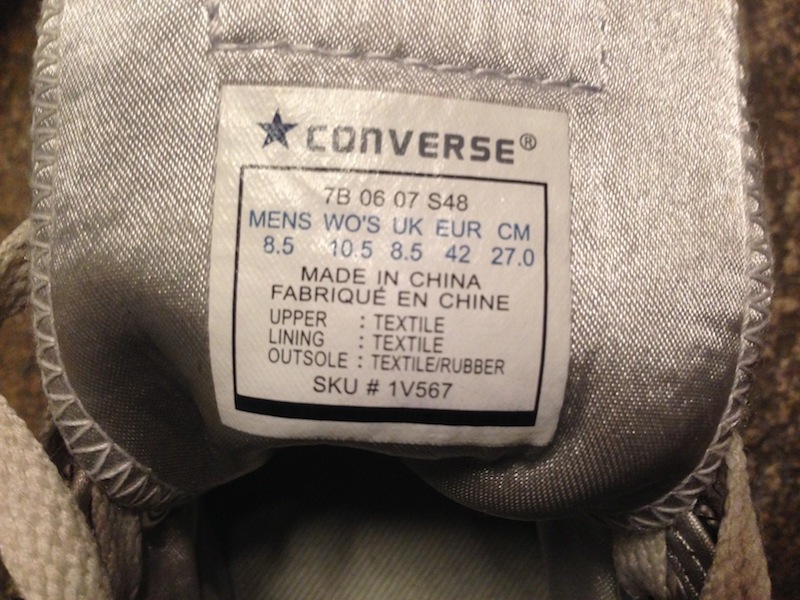 CONVERSE®
7B 06 07 S48
MENS WO'S UK EUR CM
8.5 10.5 8.5 42 27.0
MADE IN CHINA
FABRIQUÉ EN CHINE
UPPER : TEXTILE
LINING : TEXTILE
OUTSOLE : TEXTILE/RUBBER
SKU # 1V567